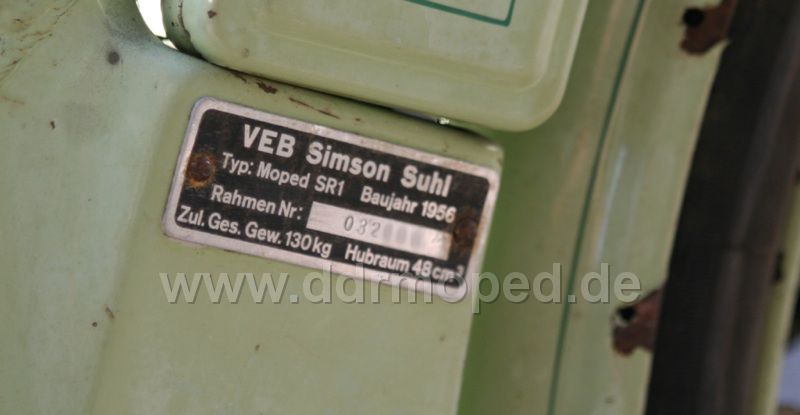 VEB Simson Suhl
Typ: Moped SR1 Baujahr 1956
Rahmen Nr: 032
Zul. Ges. Gew. 130kg Hubraum 48cm³
www.ddrmoped.de